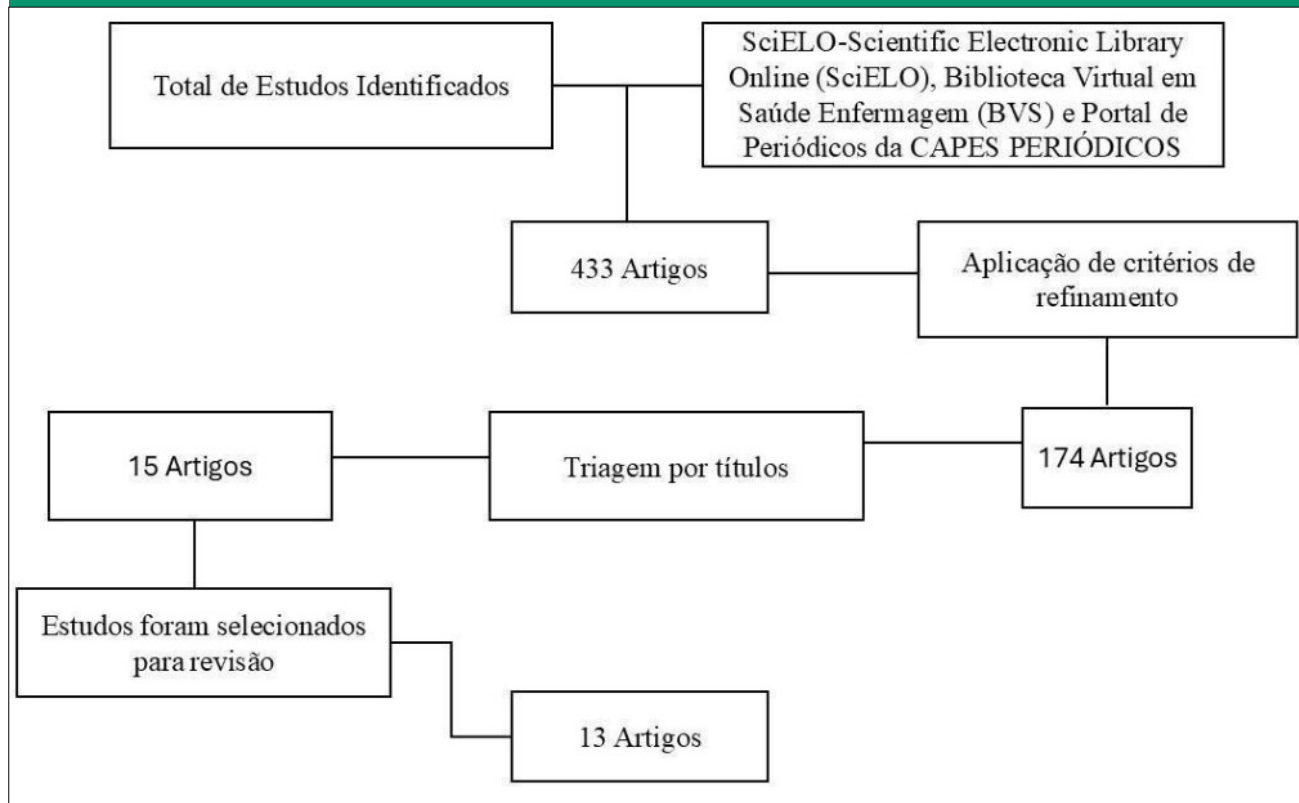 Total de Estudos Identificados
SciELO-Scientific Electronic Library
Online (SciELO), Biblioteca Virtual em
Saúde Enfermagem (BVS) e Portal de
Periódicos da CAPES PERIÓDICOS
433 Artigos
Aplicação de critérios de
refinamento
174 Artigos
Triagem por títulos
15 Artigos
Estudos foram selecionados
para revisão
13 Artigos